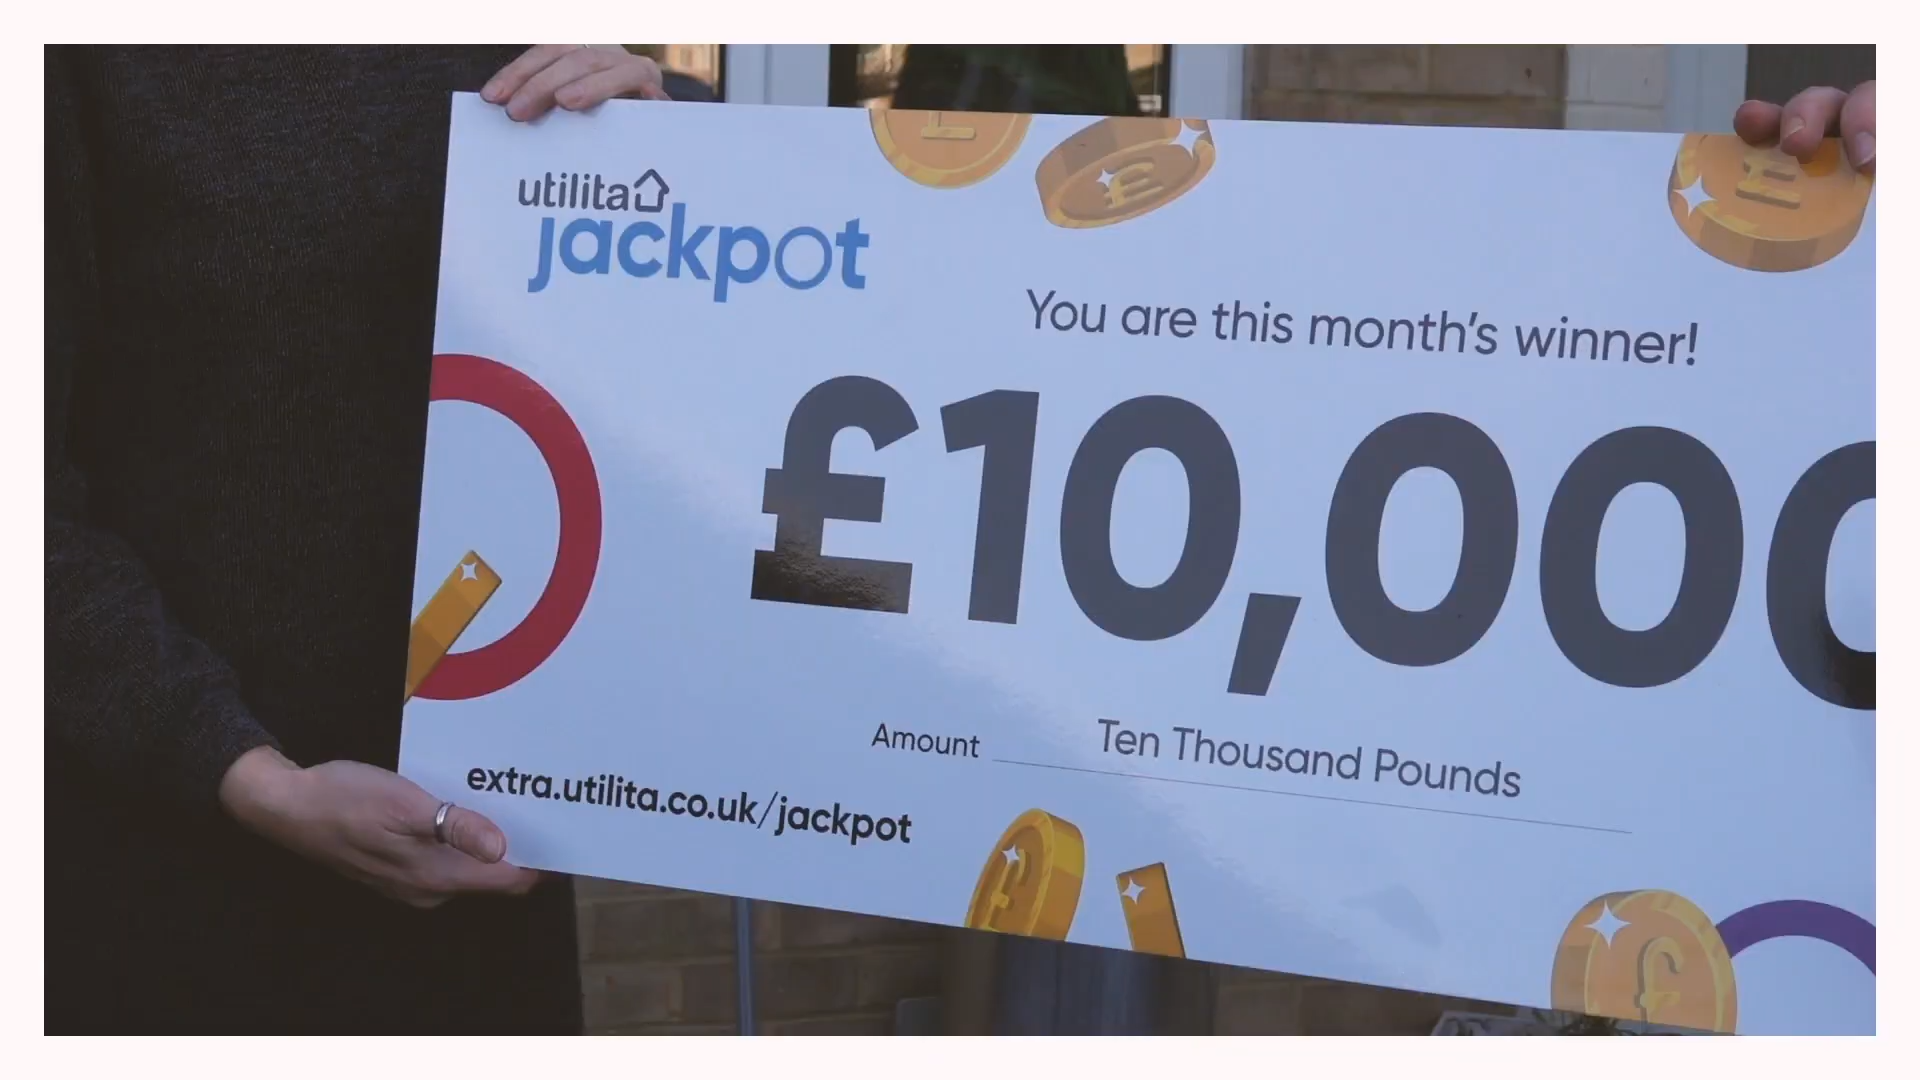 utilita
jackpot
You are this month's winner!
£10,000
Amount Ten Thousand Pounds
extra.utilita.co.uk/jackpot